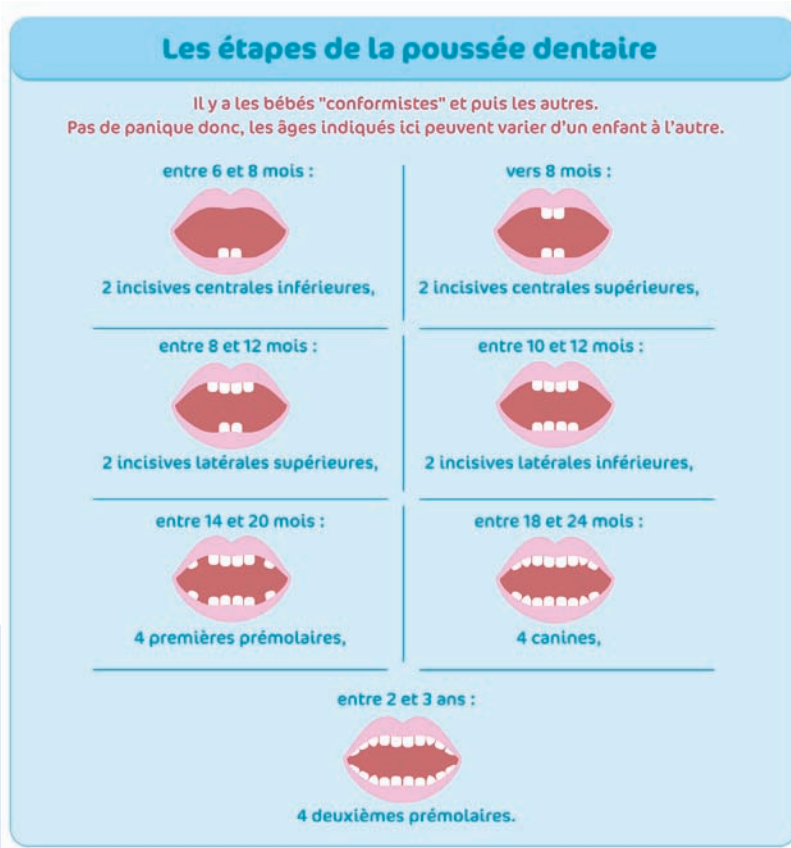 Les étapes de la poussée dentaire
Il y a les bébés "conformistes" et puis les autres.
Pas de panique donc, les âges indiqués ici peuvent varier d'un enfant à l'autre.
entre 6 et 8 mois :
2 incisives centrales inférieures,
vers 8 mois :
2 incisives centrales supérieures,
entre 8 et 12 mois :
2 incisives latérales supérieures,
entre 10 et 12 mois :
2 incisives latérales inférieures,
entre 14 et 20 mois :
4 premières prémolaires,
entre 18 et 24 mois :
4 canines,
entre 2 et 3 ans :
4 deuxièmes prémolaires.